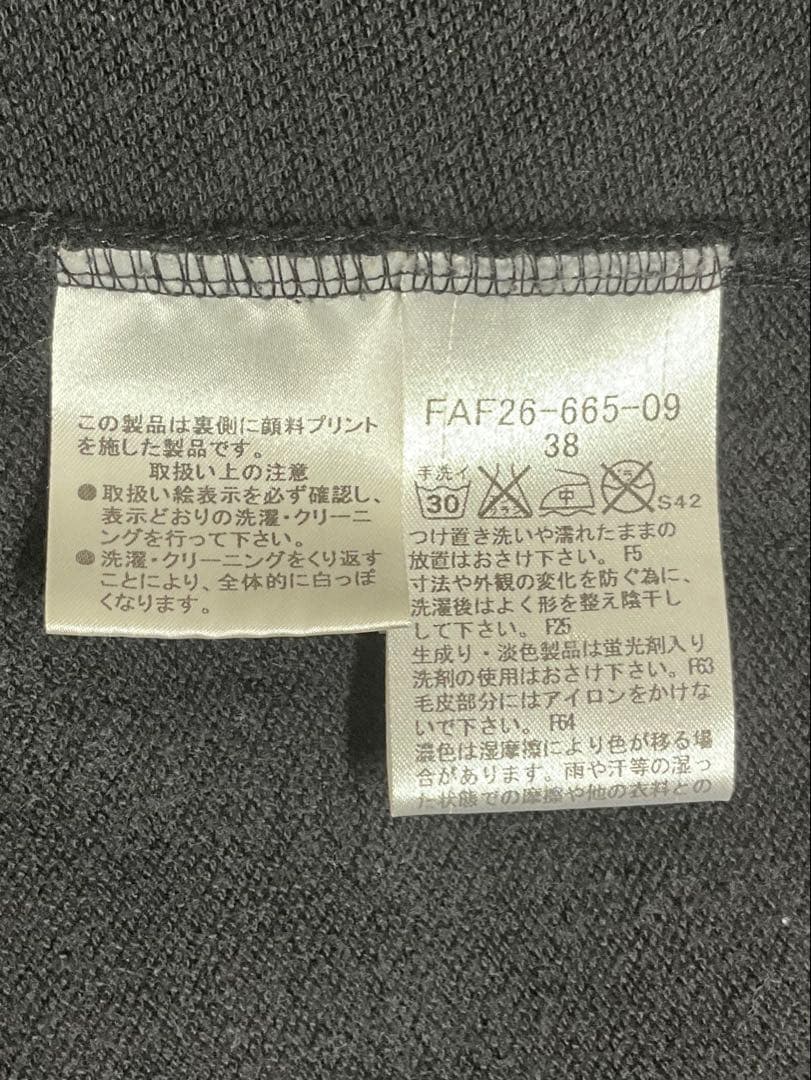 この製品は裏側に顔料プリント
を施した製品です。
取扱い上の注意
●取扱い絵表示を必ず確認し、
表示どおりの洗濯・クリーニ
ングを行って下さい。
●洗濯・クリーニングをくり返す
ことにより、全体的に白っぽ
くなります。
FAF26-665-09
38
手洗イ
30
エンソサラシ
中
ドライ
S42
つけ置き洗いや濡れたままの
放置はおさけ下さい。F5
寸法や外観の変化を防ぐ為に、
洗濯後はよく形を整え陰干し
して下さい。F25
生成り・淡色製品は蛍光剤入り
洗剤の使用はおさけ下さい。F63
毛皮部分にはアイロンをかけな
いで下さい。F64
濃色は湿摩擦により色が移る場
合があります。雨や汗等の湿っ
た状態での摩擦や他の衣料との